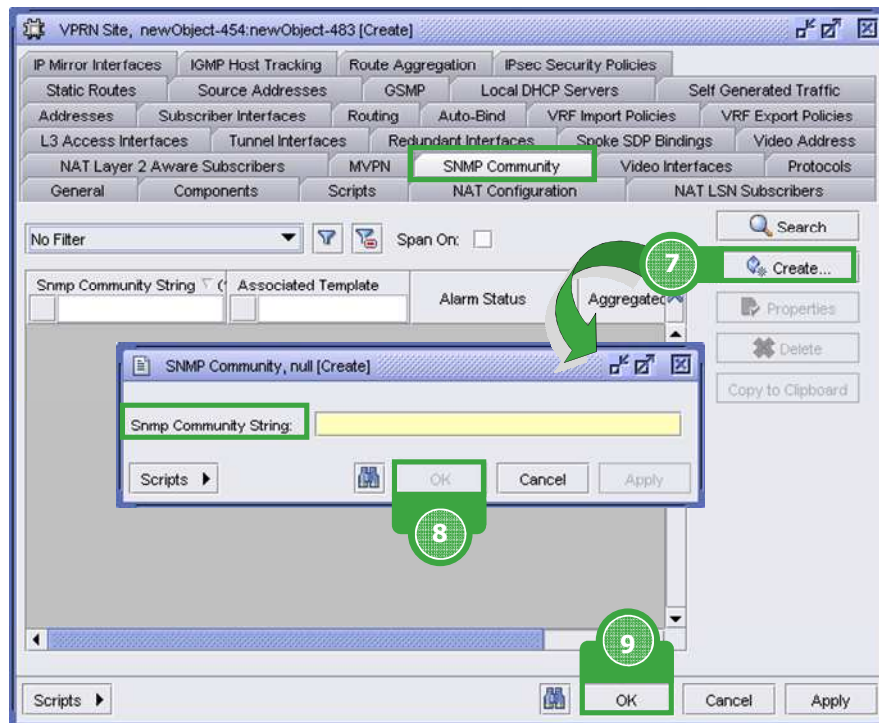 VPRN Site, newObject-454:newObject-483 [Create]
IP Mirror Interfaces IGMP Host Tracking Route Aggregation IPsec Security Policies
Static Routes Source Addresses GSMP Local DHCP Servers Self Generated Traffic
Addresses Subscriber Interfaces Routing Auto-Bind VRF Import Policies VRF Export Policies
L3 Access Interfaces Tunnel Interfaces Redundant Interfaces Spoke SDP Bindings Video Address
NAT Layer 2 Aware Subscribers MVPN SNMP Community Video Interfaces Protocols
General Components Scripts NAT Configuration NAT LSN Subscribers
No Filter Span On: Search
7 Create...
Snmp Community String ( Associated Template Alarm Status Aggregated
Properties
Delete
Copy to Clipboard
SNMP Community, null [Create]
Snmp Community String:
Scripts OK Cancel Apply
8
9
Scripts OK Cancel Apply